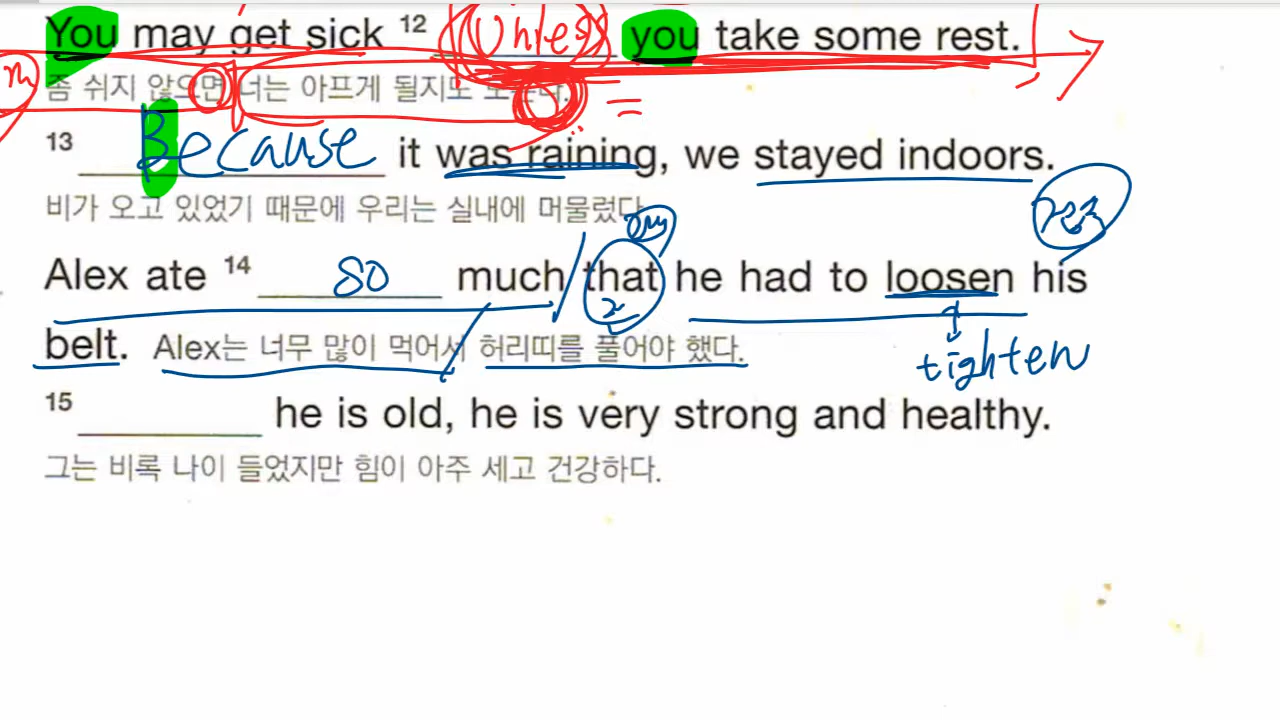 You may get sick 12 Unless you take some rest.
좀 쉬지 않으면 너는 아프게 될지도 모른다.
13 Because it was raining, we stayed indoors.
비가 오고 있었기 때문에 우리는 실내에 머물렀다.
Alex ate 14 so much / that he had to loosen his
belt. Alex는 너무 많이 먹어서 허리띠를 풀어야 했다.
tighten
15 he is old, he is very strong and healthy.
그는 비록 나이 들었지만 힘이 아주 세고 건강하다.